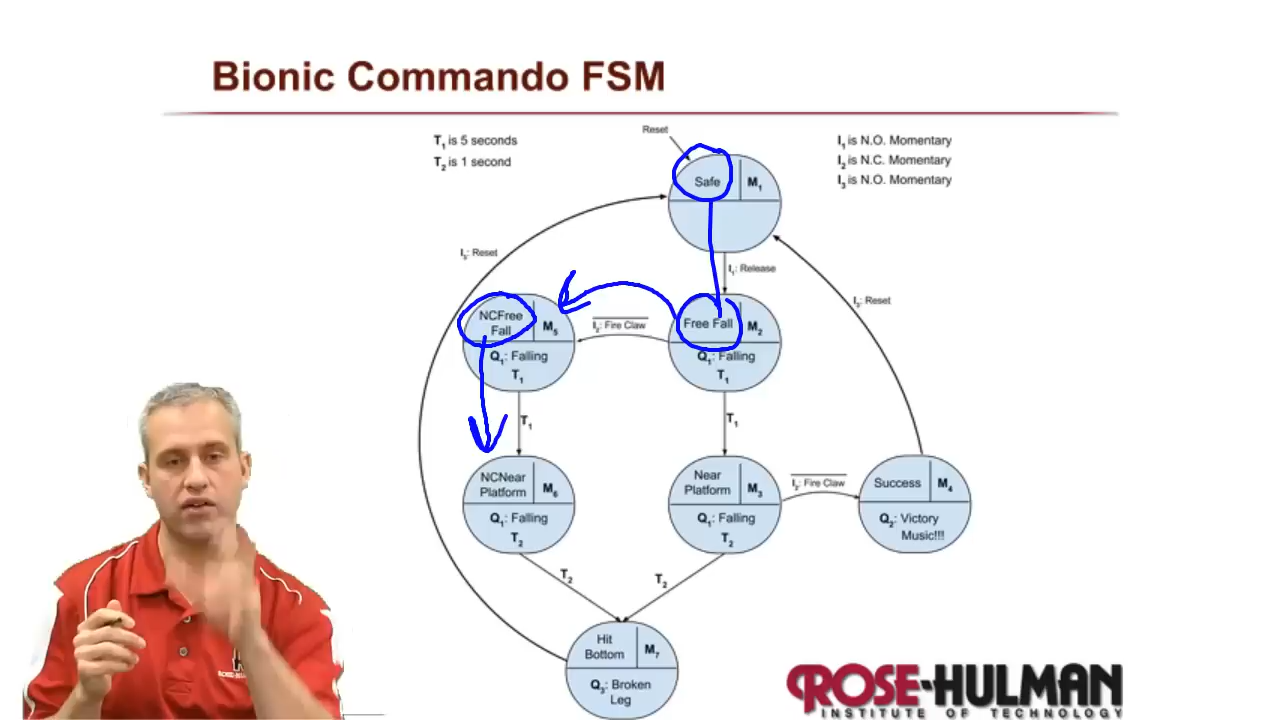 Bionic Commando FSM
T1 is 5 seconds
T2 is 1 second
Reset
I1 is N.O. Momentary
I2 is N.C. Momentary
I3 is N.O. Momentary
Safe
M1
I3: Reset
I1: Release
I3: Reset
NCFree
Fall
M5
Q1: Falling
T1
I2: Fire Claw
Free Fall
M2
Q1: Falling
T1
T1
T1
NCNear
Platform
M6
Q1: Falling
T2
Near
Platform
M3
Q1: Falling
T2
I2: Fire Claw
Success
M4
Q2: Victory
Music!!!
T2
T2
Hit
Bottom
M7
Q3: Broken
Leg
ROSE-HULMAN
INSTITUTE OF TECHNOLOGY